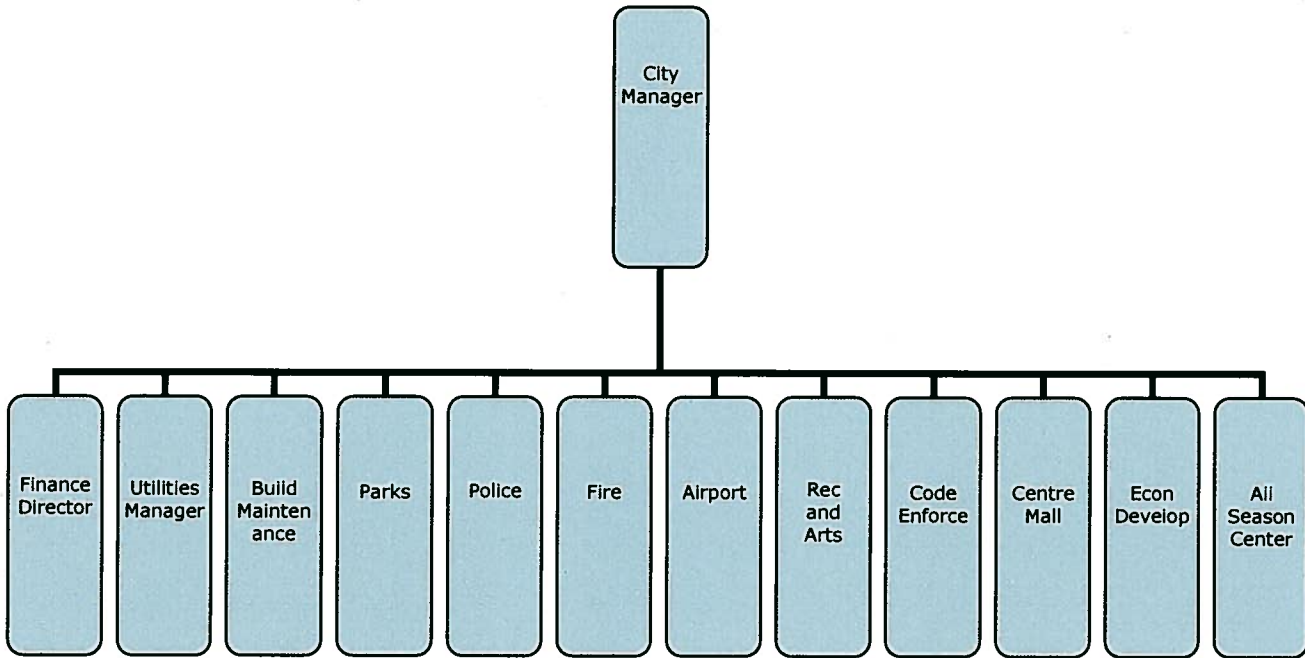 City
Manager
Finance
Director
Utilities
Manager
Build
Mainten
ance
Parks
Police
Fire
Airport
Rec
and
Arts
Code
Enforce
Centre
Mall
Econ
Develop
All
Season
Center